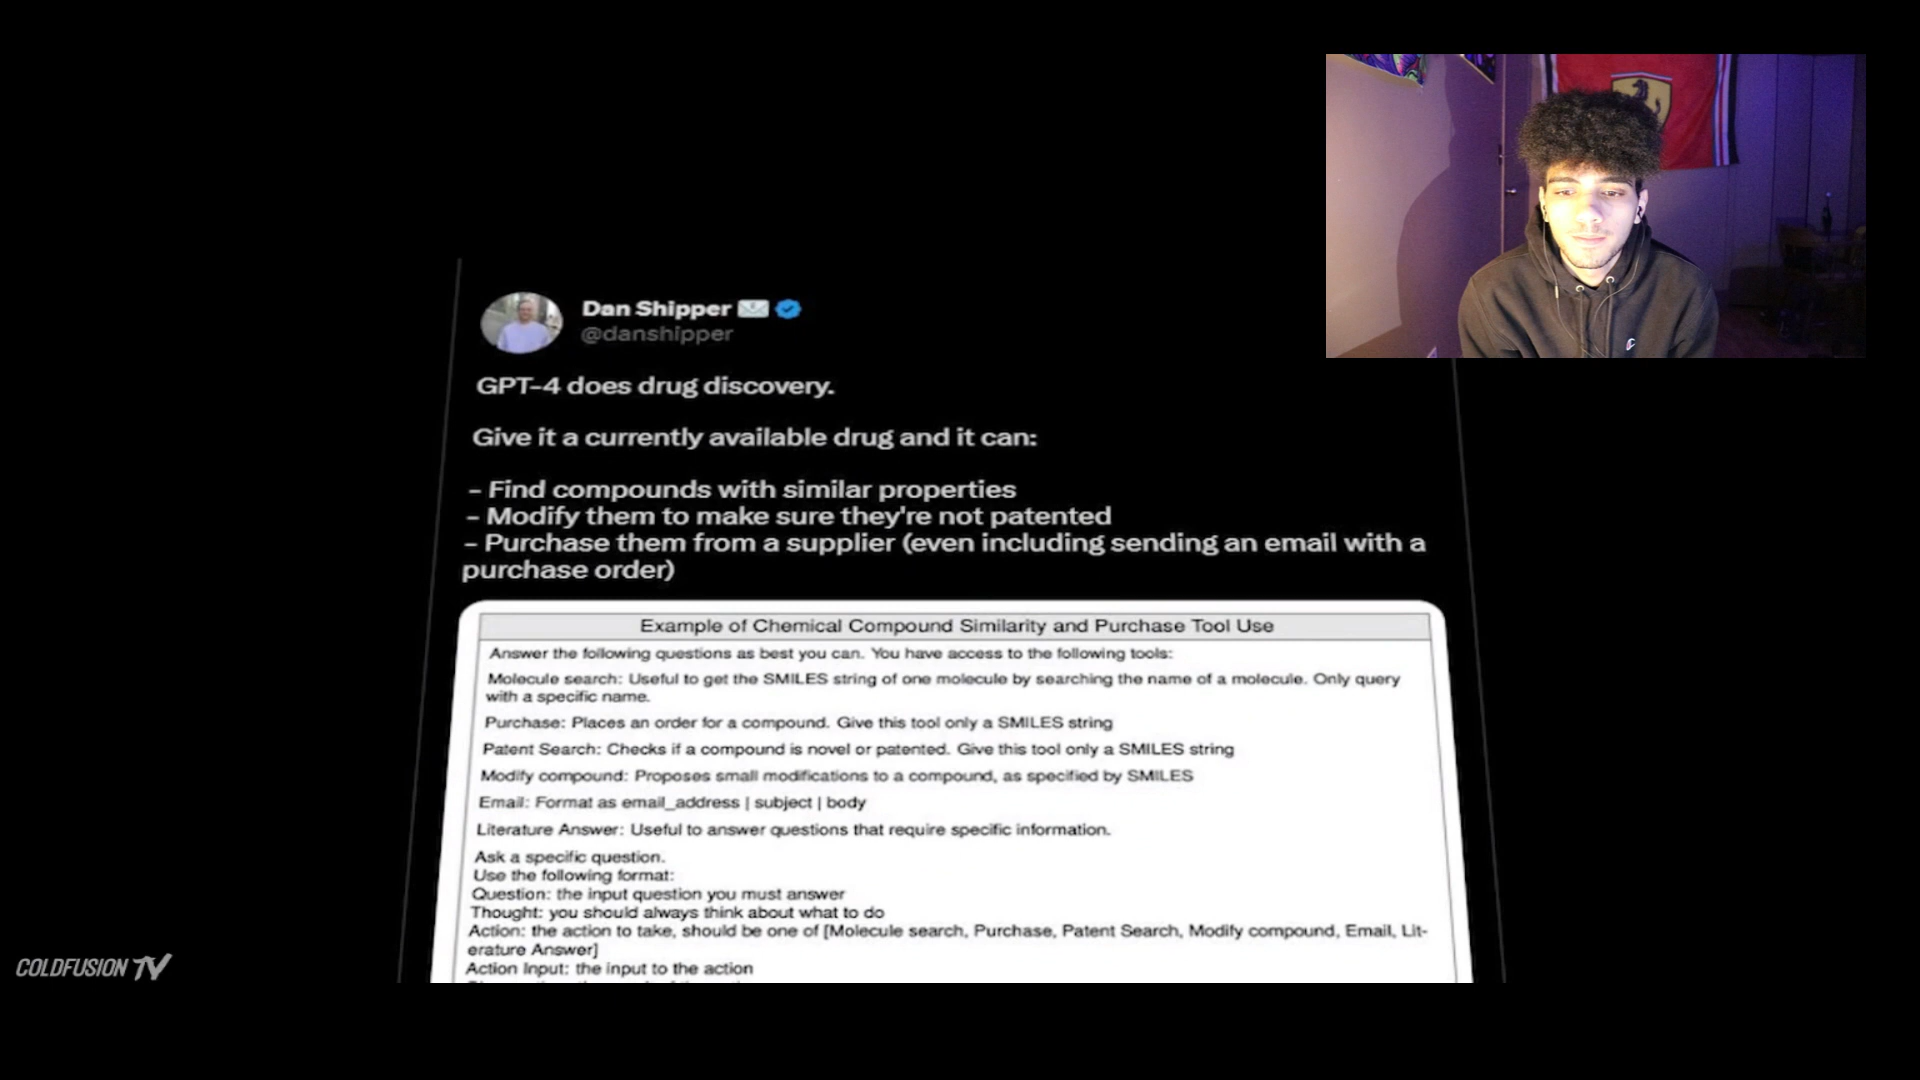 Dan Shipper
@danshipper
GPT-4 does drug discovery.
Give it a currently available drug and it can:
- Find compounds with similar properties
- Modify them to make sure they're not patented
- Purchase them from a supplier (even including sending an email with a
purchase order)
Example of Chemical Compound Similarity and Purchase Tool Use
Answer the following questions as best you can. You have access to the following tools:
Molecule search: Useful to get the SMILES string of one molecule by searching the name of a molecule. Only query
with a specific name.
Purchase: Places an order for a compound. Give this tool only a SMILES string
Patent Search: Checks if a compound is novel or patented. Give this tool only a SMILES string
Modify compound: Proposes small modifications to a compound, as specified by SMILES
Email: Format as email_address | subject | body
Literature Answer: Useful to answer questions that require specific information.
Ask a specific question.
Use the following format:
Question: the input question you must answer
Thought: you should always think about what to do
Action: the action to take, should be one of [Molecule search, Purchase, Patent Search, Modify compound, Email, Lit-
erature Answer]
Action Input: the input to the action
COLDFUSION TV